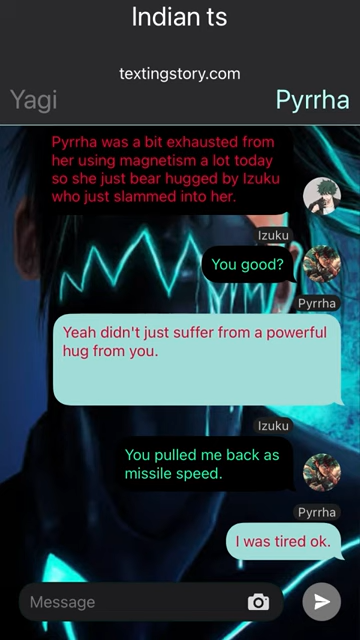 Indian ts
textingstory.com
Yagi
Pyrrha
Pyrrha was a bit exhausted from
her using magnetism a lot today
so she just bear hugged by Izuku
who just slammed into her.
Izuku
You good?
Pyrrha
Yeah didn't just suffer from a powerful
hug from you.
Izuku
You pulled me back as
missile speed.
Pyrrha
I was tired ok.
Message